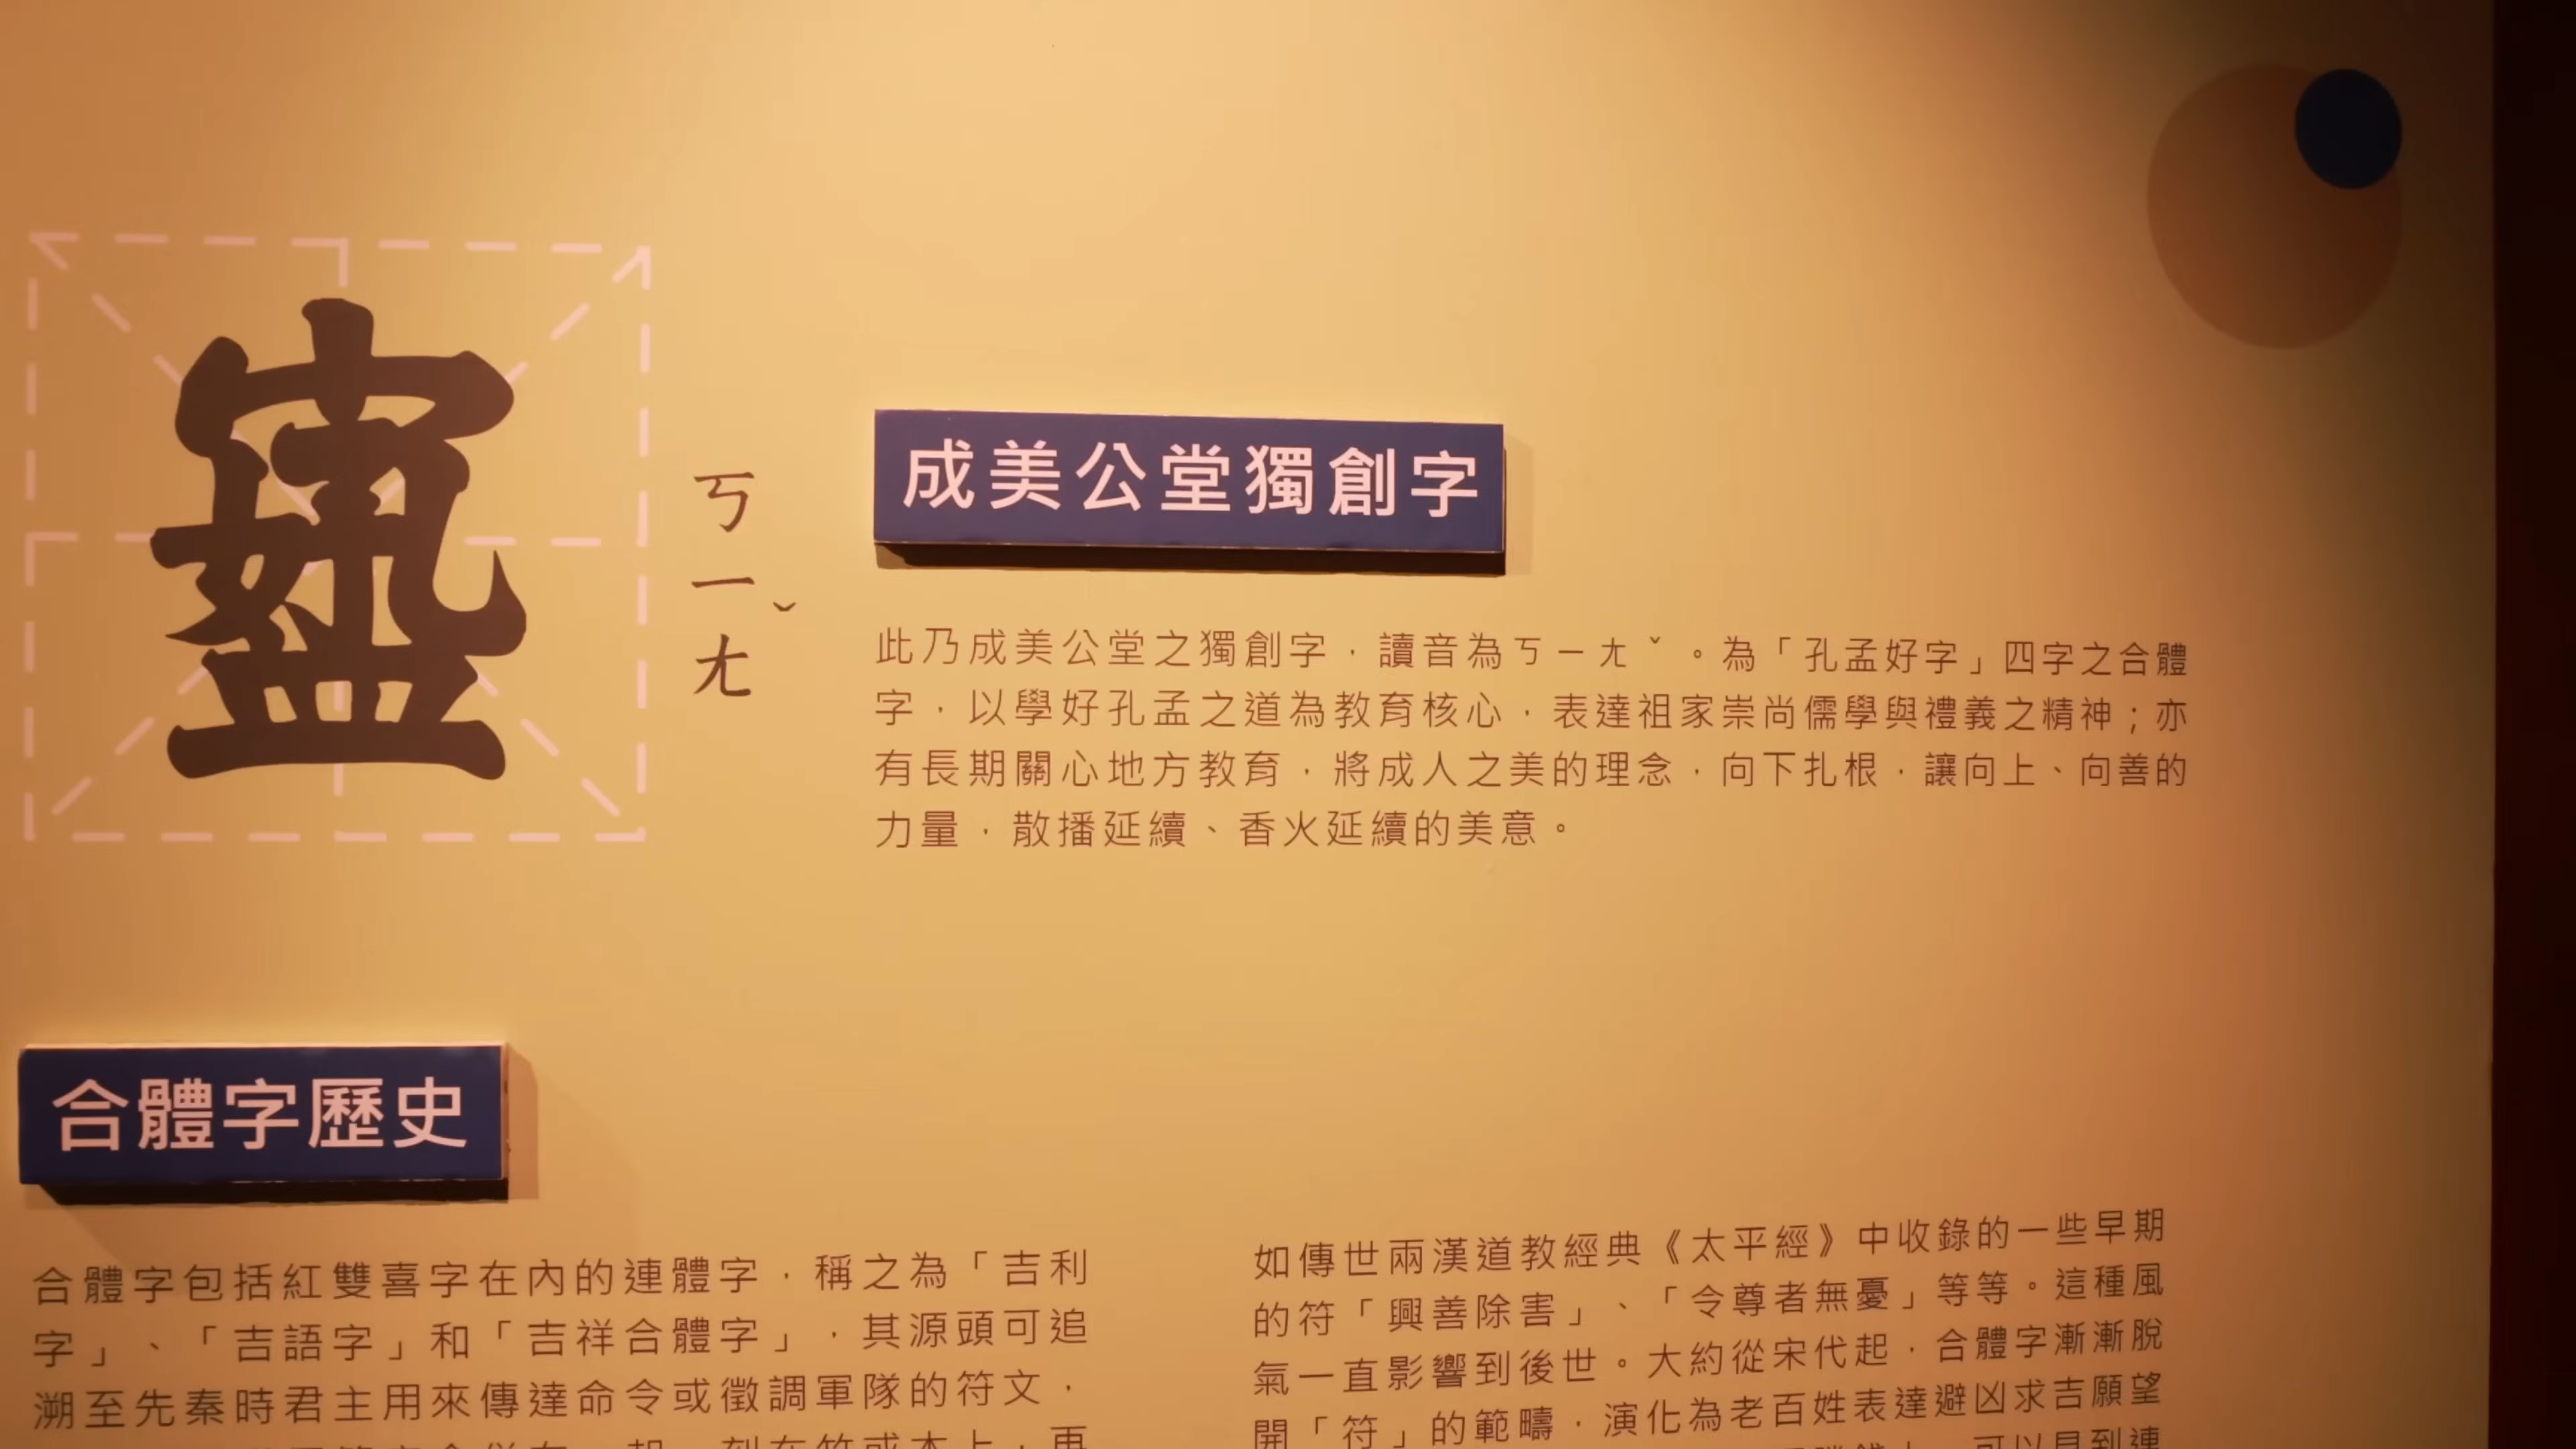 ㄎㄧㄤˇ
成美公堂獨創字
此乃成美公堂之獨創字，讀音為ㄎㄧㄤˇ。為「孔孟好字」四字之合體
字，以學好孔孟之道為教育核心，表達祖家崇尚儒學與禮義之精神；亦
有長期關心地方教育，將成人之美的理念，向下扎根，讓向上、向善的
力量，散播延續、香火延續的美意。
合體字歷史
合體字包括紅雙喜字在內的連體字，稱之為「吉利
字」、「吉語字」和「吉祥合體字」，其源頭可追
溯至先秦時君主用來傳達命令或徵調軍隊的符文，
如傳世兩漢道教經典《太平經》中收錄的一些早期
的符「興善除害」、「令尊者無憂」等等。這種風
氣一直影響到後世。大約從宋代起，合體字漸漸脫
開「符」的範疇，演化為老百姓表達避凶求吉願望